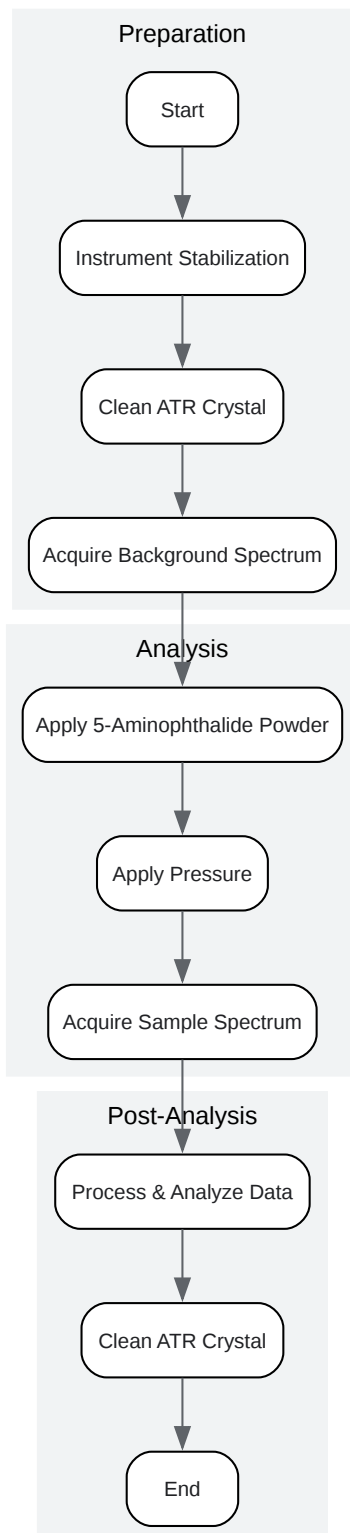 Preparation
Start
Instrument Stabilization
Clean ATR Crystal
Acquire Background Spectrum
Analysis
Apply 5-Aminophthalide Powder
Apply Pressure
Acquire Sample Spectrum
Post-Analysis
Process & Analyze Data
Clean ATR Crystal
End